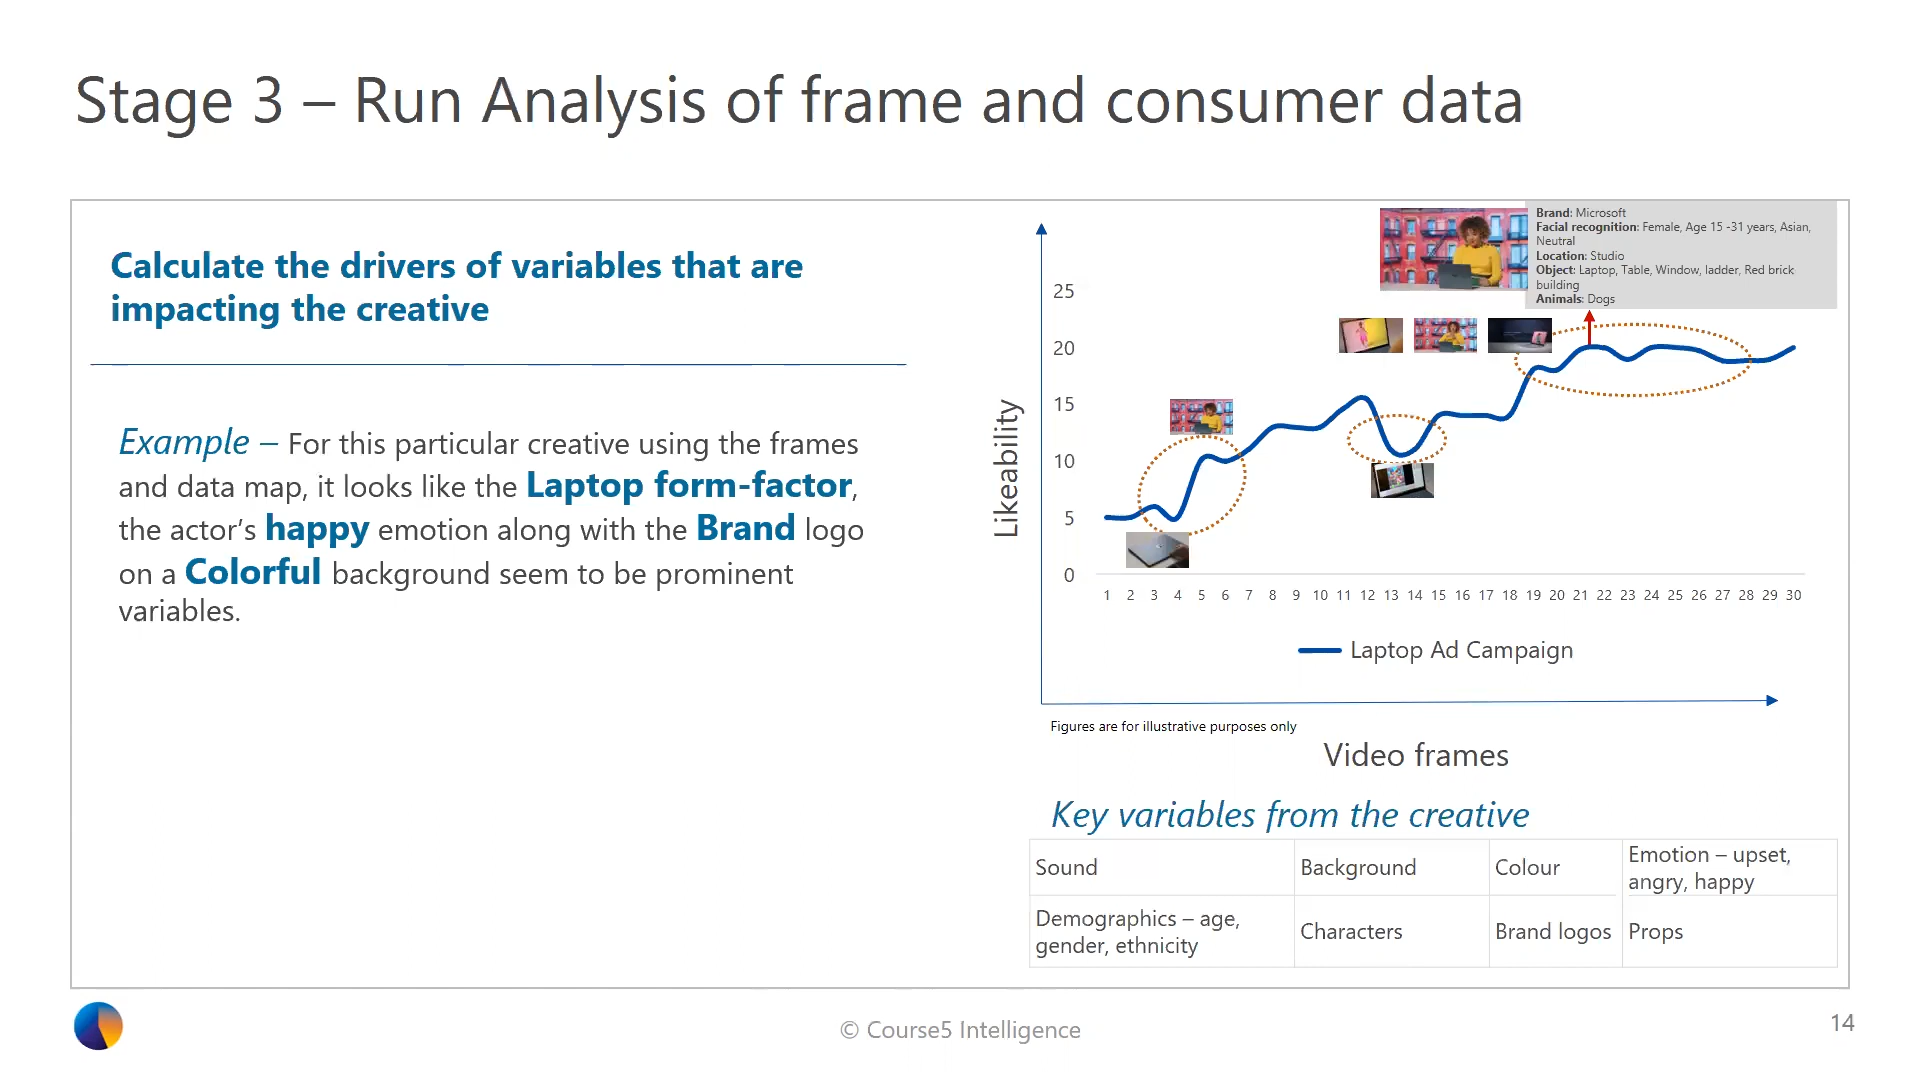 Stage 3 – Run Analysis of frame and consumer data
Calculate the drivers of variables that are
impacting the creative
Example – For this particular creative using the frames
and data map, it looks like the Laptop form-factor,
the actor’s happy emotion along with the Brand logo
on a Colorful background seem to be prominent
variables.
Brand: Microsoft
Facial recognition: Female, Age 15 -31 years, Asian,
Neutral
Location: Studio
Object: Laptop, Table, Window, ladder, Red brick
building
Animals: Dogs
Likeability
25
20
15
10
5
0
1 2 3 4 5 6 7 8 9 10 11 12 13 14 15 16 17 18 19 20 21 22 23 24 25 26 27 28 29 30
Laptop Ad Campaign
Figures are for illustrative purposes only
Video frames
Key variables from the creative
Sound Background Colour Emotion – upset,
angry, happy
Demographics – age,
gender, ethnicity Characters Brand logos Props
© Course5 Intelligence
14